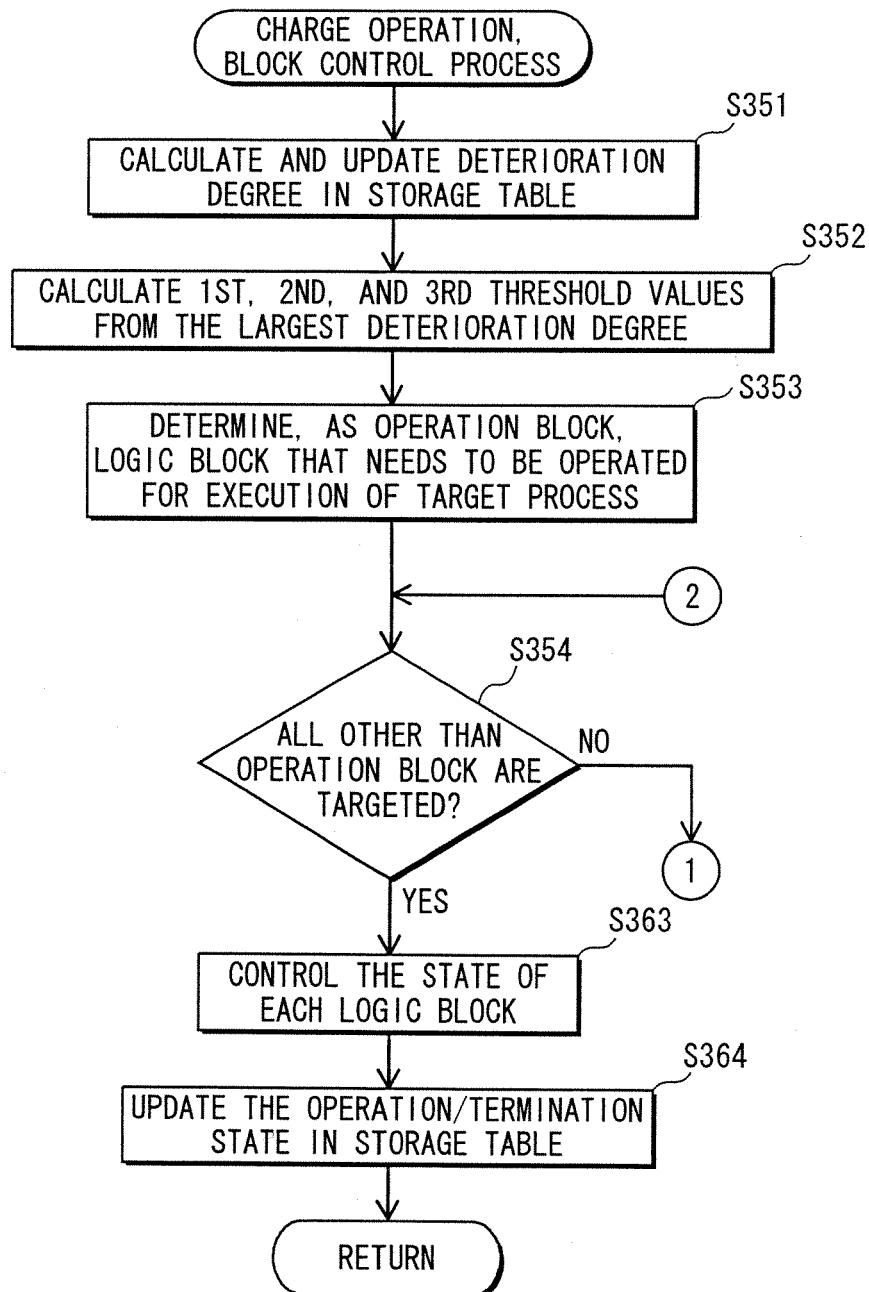 CHARGE OPERATION,
BLOCK CONTROL PROCESS
S351
CALCULATE AND UPDATE DETERIORATION
DEGREE IN STORAGE TABLE
S352
CALCULATE 1ST, 2ND, AND 3RD THRESHOLD VALUES
FROM THE LARGEST DETERIORATION DEGREE
S353
DETERMINE, AS OPERATION BLOCK,
LOGIC BLOCK THAT NEEDS TO BE OPERATED
FOR EXECUTION OF TARGET PROCESS
2
S354
ALL OTHER THAN
OPERATION BLOCK ARE
TARGETED?
NO
1
YES
S363
CONTROL THE STATE OF
EACH LOGIC BLOCK
S364
UPDATE THE OPERATION/TERMINATION
STATE IN STORAGE TABLE
RETURN